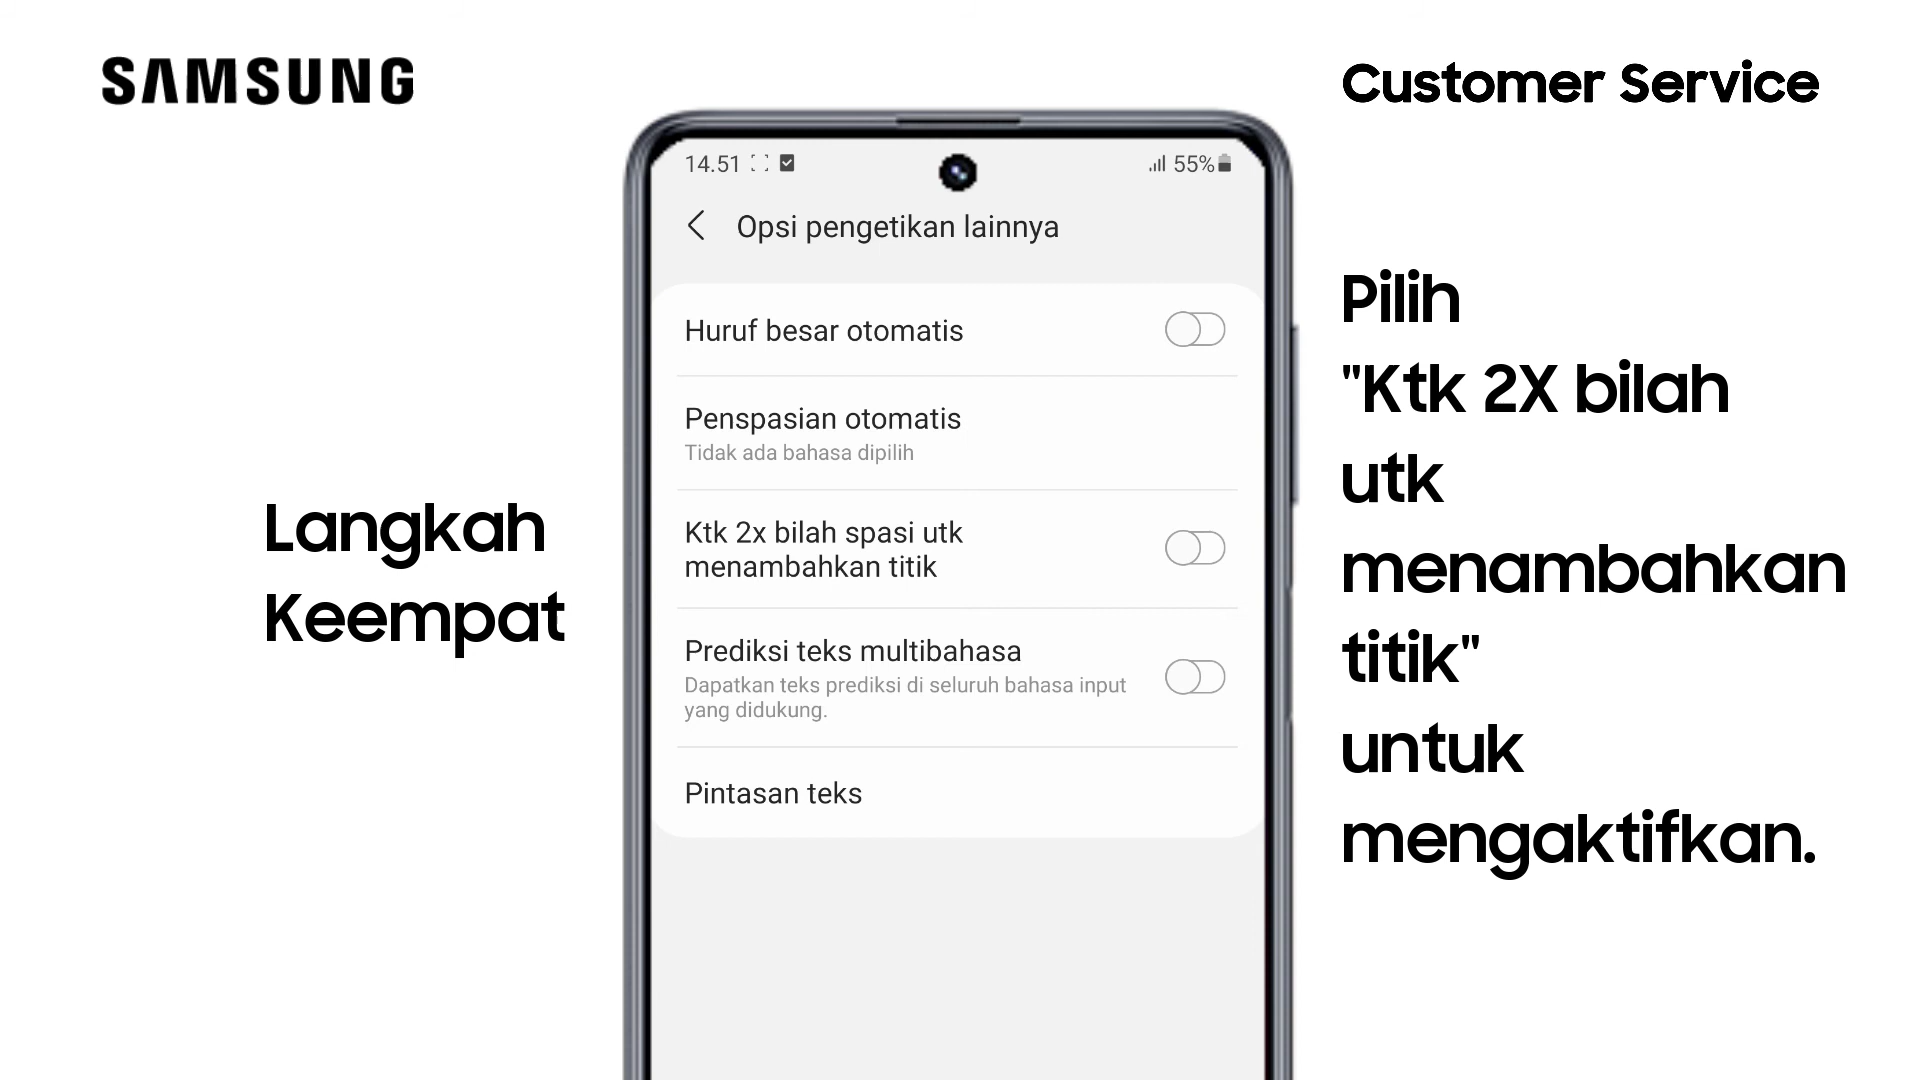 SAMSUNG
Customer Service
14.51
55%
Opsi pengetikan lainnya
Huruf besar otomatis
Penspasian otomatis
Tidak ada bahasa dipilih
Ktk 2x bilah spasi utk
menambahkan titik
Prediksi teks multibahasa
Dapatkan teks prediksi di seluruh bahasa input
yang didukung.
Pintasan teks
Langkah
Keempat
Pilih
"Ktk 2X bilah
utk
menambahkan
titik"
untuk
mengaktifkan.